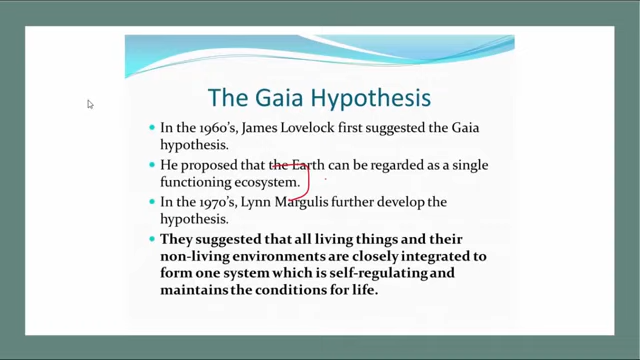 The Gaia Hypothesis
In the 1960's, James Lovelock first suggested the Gaia
hypothesis.
He proposed that the Earth can be regarded as a single
functioning ecosystem.
In the 1970's, Lynn Margulis further develop the
hypothesis.
They suggested that all living things and their
non-living environments are closely integrated to
form one system which is self-regulating and
maintains the conditions for life.